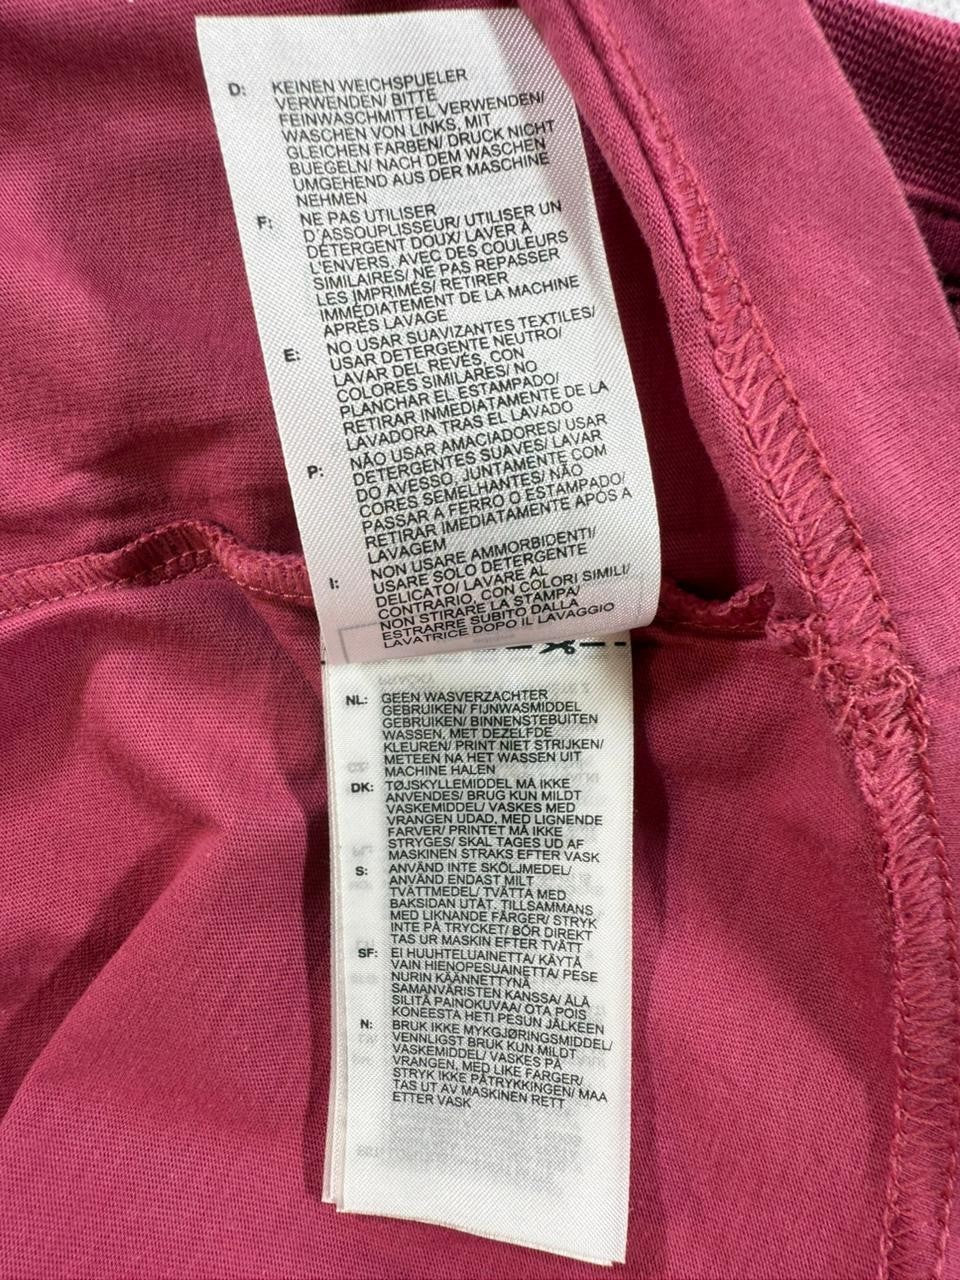 D: KEINEN WEICHSPUELER
VERWENDEN/ BITTE
FEINWASCHMITTEL VERWENDEN/
WASCHEN VON LINKS, MIT
GLEICHEN FARBEN/ DRUCK NICHT
BUEGELN/ NACH DEM WASCHEN
UMGEHEND AUS DER MASCHINE
NEHMEN
F: NE PAS UTILISER
D'ASSOUPLISSEUR/ UTILISER UN
DÉTERGENT DOUX/ LAVER À
L'ENVERS, AVEC DES COULEURS
SIMILAIRES/ NE PAS REPASSER
LES IMPRIMÉS/ RETIRER
IMMÉDIATEMENT DE LA MACHINE
APRÈS LAVAGE
E: NO USAR SUAVIZANTES TEXTILES/
USAR DETERGENTE NEUTRO/
LAVAR DEL REVÉS, CON
COLORES SIMILARES/ NO
PLANCHAR EL ESTAMPADO/
RETIRAR INMEDIATAMENTE DE LA
LAVADORA TRAS EL LAVADO
P: NÃO USAR AMACIADORES/ USAR
DETERGENTES SUAVES/ LAVAR
DO AVESSO, JUNTAMENTE COM
CORES SEMELHANTES/ NÃO
PASSAR A FERRO O ESTAMPADO/
RETIRAR IMEDIATAMENTE APÓS A
LAVAGEM
I: NON USARE AMMORBIDENTI/
USARE SOLO DETERGENTE
DELICATO/ LAVARE AL
CONTRARIO, CON COLORI SIMILI/
NON STIRARE LA STAMPA/
ESTRARRE SUBITO DALLA
LAVATRICE DOPO IL LAVAGGIO
NL: GEEN WASVERZACHTER
GEBRUIKEN/ FIJNWASMIDDEL
GEBRUIKEN/ BINNENSTEBUITEN
WASSEN, MET DEZELFDE
KLEUREN/ PRINT NIET STRIJKEN/
METEEN NA HET WASSEN UIT
MACHINE HALEN
DK: TØJSKYLLEMIDDEL MÅ IKKE
ANVENDES/ BRUG KUN MILDT
VASKEMIDDEL/ VASKES MED
VRANGEN UDAD, MED LIGNENDE
FARVER/ PRINTET MÅ IKKE
STRYGES/ SKAL TAGES UD AF
MASKINEN STRAKS EFTER VASK
S: ANVÄND INTE SKÖLJMEDEL/
ANVÄND ENDAST MILT
TVÄTTMEDEL/ TVÄTTA MED
BAKSIDAN UTÅT, TILLSAMMANS
MED LIKNANDE FÄRGER/ STRYK
INTE PÅ TRYCKET/ BÖR DIREKT
TAS UR MASKIN EFTER TVÄTT
SF: EI HUUHTELUAINETTA/ KÄYTÄ
VAIN HIENOPESUAINETTA/ PESE
NURIN KÄÄNNETTYNÄ
SAMANVÄRISTEN KANSSA/ ÄLÄ
SILITÄ PAINOKUVAA/ OTA POIS
KONEESTA HETI PESUN JÄLKEEN
N: BRUK IKKE MYKGJØRINGSMIDDEL/
VENNLIGST BRUK KUN MILDT
VASKEMIDDEL/ VASKES PÅ
VRANGEN, MED LIKE FARGER/
STRYK IKKE PÅTRYKKINGEN/ MAA
TAS UT AV MASKINEN RETT
ETTER VASK